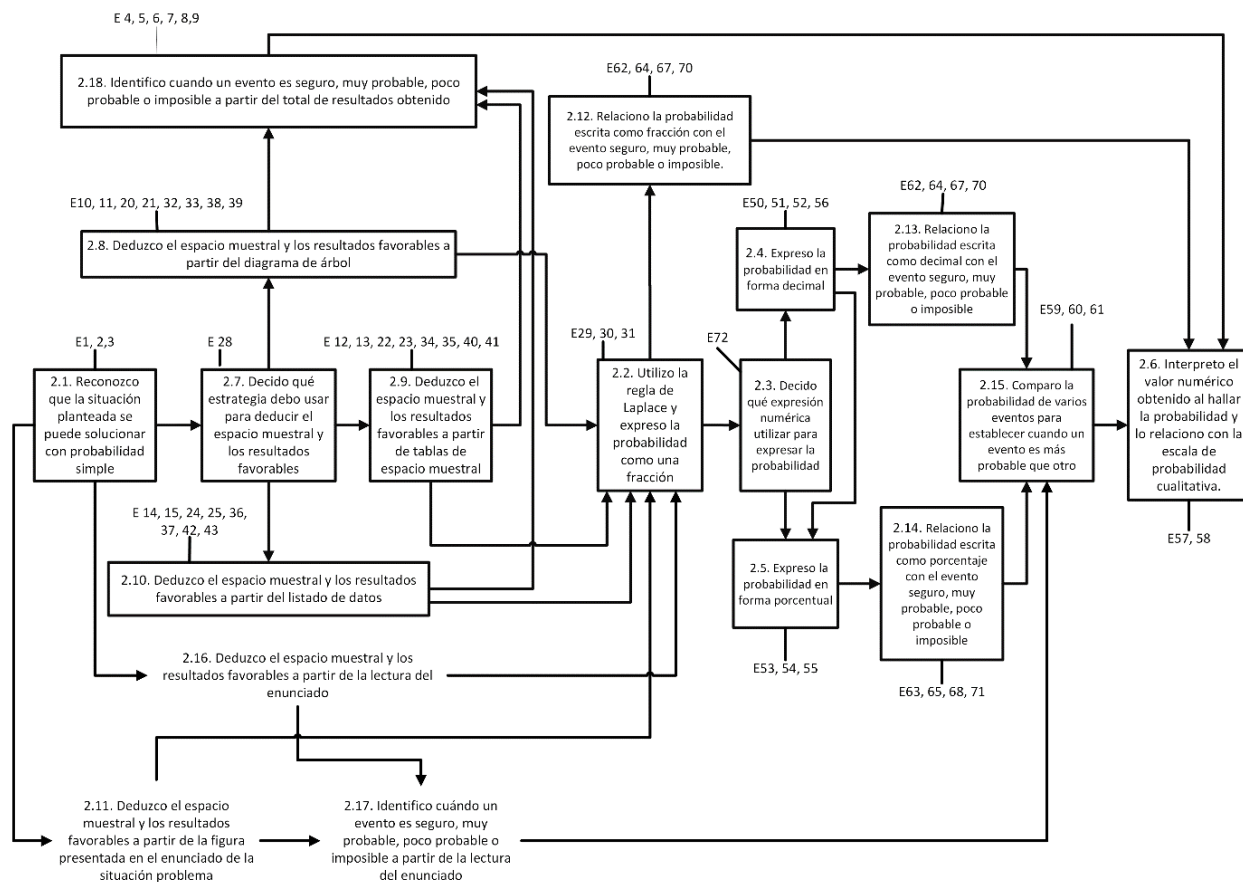 E 4, 5, 6, 7, 8,9
2.18. Identifico cuando un evento es seguro, muy probable, poco
probable o imposible a partir del total de resultados obtenido
E62, 64, 67, 70
2.12. Relaciono la probabilidad
escrita como fracción con el
evento seguro, muy probable,
poco probable o imposible.
E10, 11, 20, 21, 32, 33, 38, 39
2.8. Deduzco el espacio muestral y los resultados favorables a
partir del diagrama de árbol
E50, 51, 52, 56
2.4. Expreso la
probabilidad en
forma decimal
E62, 64, 67, 70
2.13. Relaciono la
probabilidad escrita
como decimal con el
evento seguro, muy
probable, poco probable
o imposible
E1, 2,3
2.1. Reconozco
que la situación
planteada se
puede solucionar
con probabilidad
simple
E 28
2.7. Decido qué
estrategia debo
usar para deducir el
espacio muestral y
los resultados
favorables
E 12, 13, 22, 23, 34, 35, 40, 41
2.9. Deduzco el
espacio muestral y
los resultados
favorables a partir
de tablas de
espacio muestral
E29, 30, 31
2.2. Utilizo la
regla de
Laplace y
expreso la
probabilidad
como una
fracción
E72
2.3. Decido
qué expresión
numérica
utilizar para
expresar la
probabilidad
E59, 60, 61
2.15. Comparo la
probabilidad de varios
eventos para
establecer cuando un
evento es más
probable que otro
2.6. Interpreto el
valor numérico
obtenido al hallar
la probabilidad y
lo relaciono con la
escala de
probabilidad
cualitativa.
E57, 58
E 14, 15, 24, 25, 36,
37, 42, 43
2.10. Deduzco el espacio muestral y los resultados
favorables a partir del listado de datos
2.5. Expreso la
probabilidad en
forma porcentual
E53, 54, 55
2.14. Relaciono la
probabilidad escrita
como porcentaje
con el evento
seguro, muy
probable, poco
probable o
imposible
E63, 65, 68, 71
2.16. Deduzco el espacio muestral y los
resultados favorables a partir de la lectura del
enunciado
2.11. Deduzco el espacio
muestral y los resultados
favorables a partir de la figura
presentada en el enunciado de la
situación problema
2.17. Identifico cuándo un
evento es seguro, muy
probable, poco probable o
imposible a partir de la lectura
del enunciado